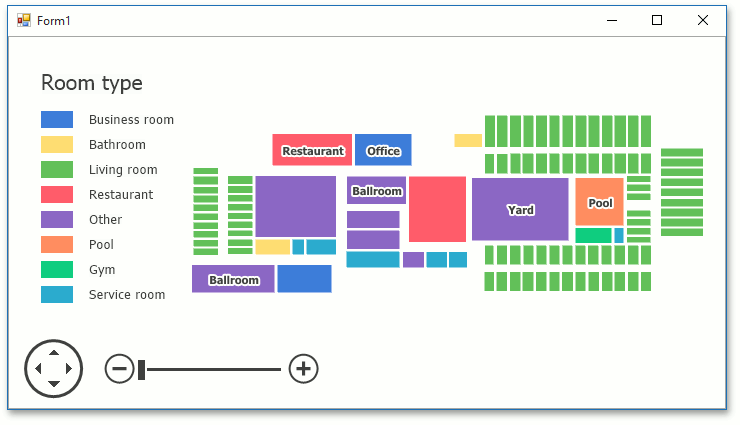 Form1
Room type
Business room
Bathroom
Living room
Restaurant
Other
Pool
Gym
Service room
Restaurant
Office
Ballroom
Yard
Pool
Ballroom